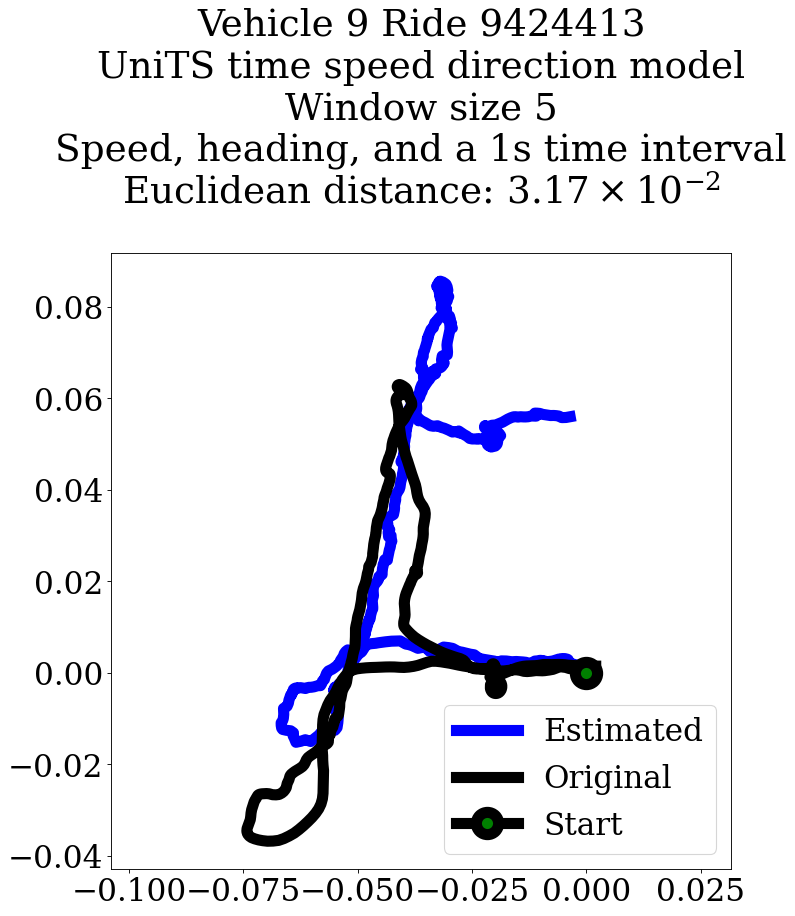 Vehicle 9 Ride 9424413
UniTS time speed direction model
Window size 5
Speed, heading, and a 1s time interval
Euclidean distance: 3.17 × 10⁻²
0.08
0.06
0.04
0.02
0.00
−0.02
−0.04
Estimated
Original
Start
−0.100
−0.075
−0.050
−0.025
0.000
0.025